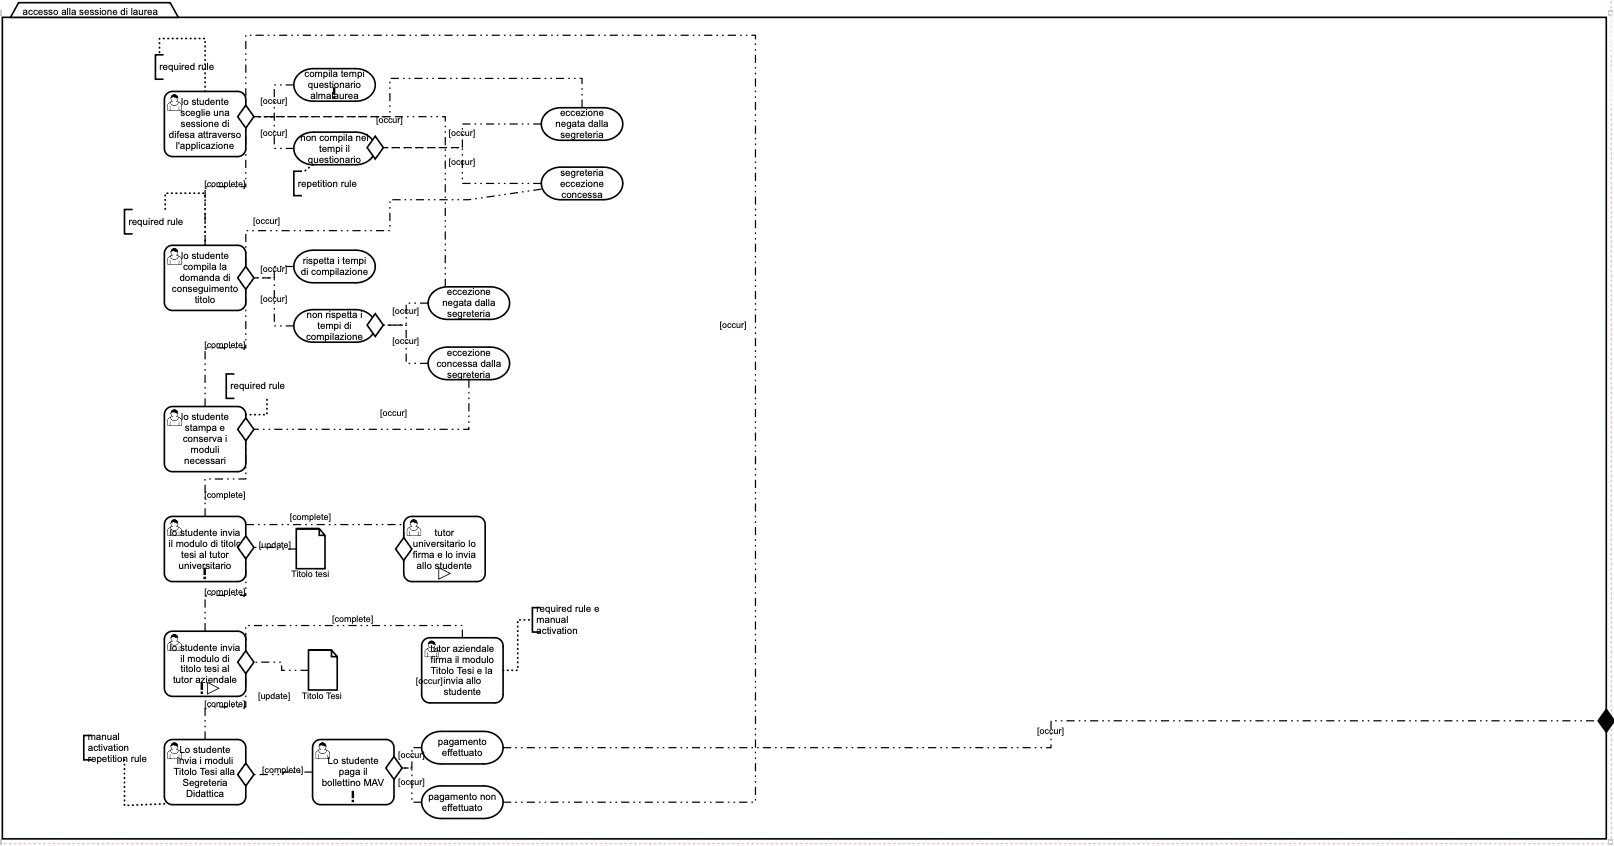 accesso alla sessione di laurea
required rule
lo studente
sceglie una
sessione di
difesa attraverso
l'applicazione
[occur]
[occur]
compila tempi
questionario
almalaurea
non compila nei
tempi il
questionario
repetition rule
[occur]
[occur]
[occur]
eccezione
negata dalla
segreteria
segreteria
eccezione
concessa
[complete]
required rule
[occur]
lo studente
compila la
domanda di
conseguimento
titolo
[occur]
[occur]
rispetta i tempi
di compilazione
non rispetta i
tempi di
compilazione
[occur]
[occur]
eccezione
negata dalla
segreteria
eccezione
concessa dalla
segreteria
[occur]
[complete]
required rule
[occur]
lo studente
stampa e
conserva i
moduli
necessari
[complete]
lo studente invia
il modulo di titolo
tesi al tutor
universitario
[complete]
[update]
Titolo tesi
tutor
universitario lo
firma e lo invia
allo studente
[complete]
lo studente invia
il modulo di
titolo tesi al
tutor aziendale
[complete]
[update]
Titolo Tesi
tutor aziendale
firma il modulo
Titolo Tesi e la
[occur]
invia allo
studente
required rule e
manual
activation
[complete]
manual
activation
repetition rule
Lo studente
invia i moduli
Titolo Tesi alla
Segreteria
Didattica
[complete]
Lo studente
paga il
bollettino MAV
[occur]
[occur]
pagamento
effettuato
pagamento non
effettuato
[occur]